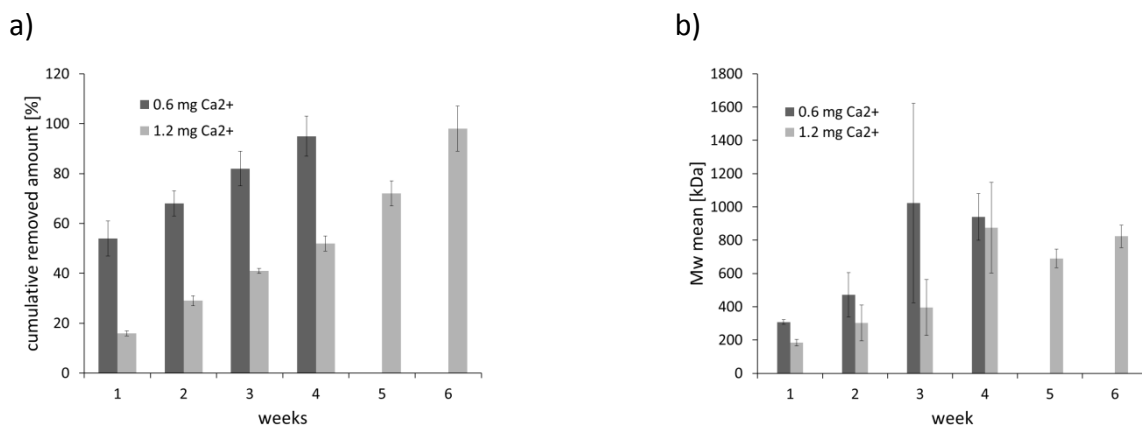 a)
cumulative removed amount [%]
120
100
80
60
40
20
0
0.6 mg Ca2+
1.2 mg Ca2+
1 2 3 4 5 6
weeks
b)
Mw mean [kDa]
1800
1600
1400
1200
1000
800
600
400
200
0
0.6 mg Ca2+
1.2 mg Ca2+
1 2 3 4 5 6
week